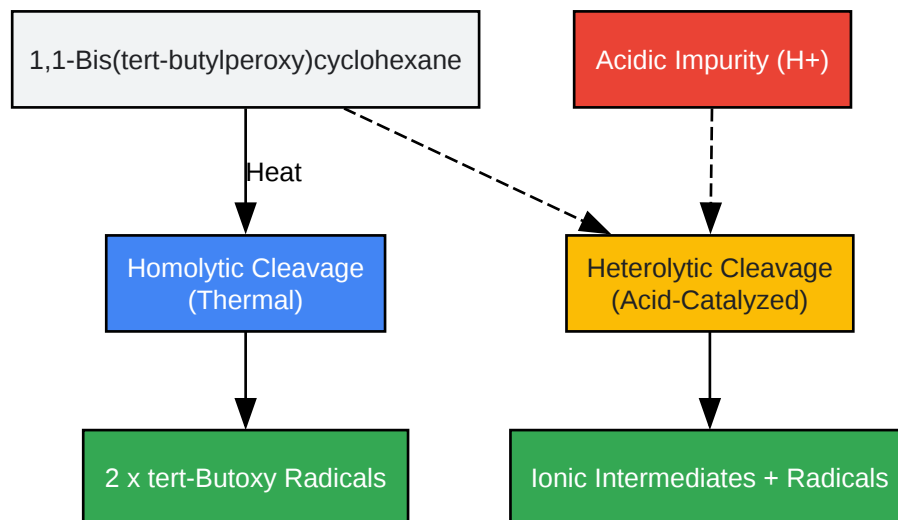 1,1-Bis(tert-butylperoxy)cyclohexane
Acidic Impurity (H+)
Heat
Homolytic Cleavage
(Thermal)
Heterolytic Cleavage
(Acid-Catalyzed)
2 x tert-Butoxy Radicals
Ionic Intermediates + Radicals